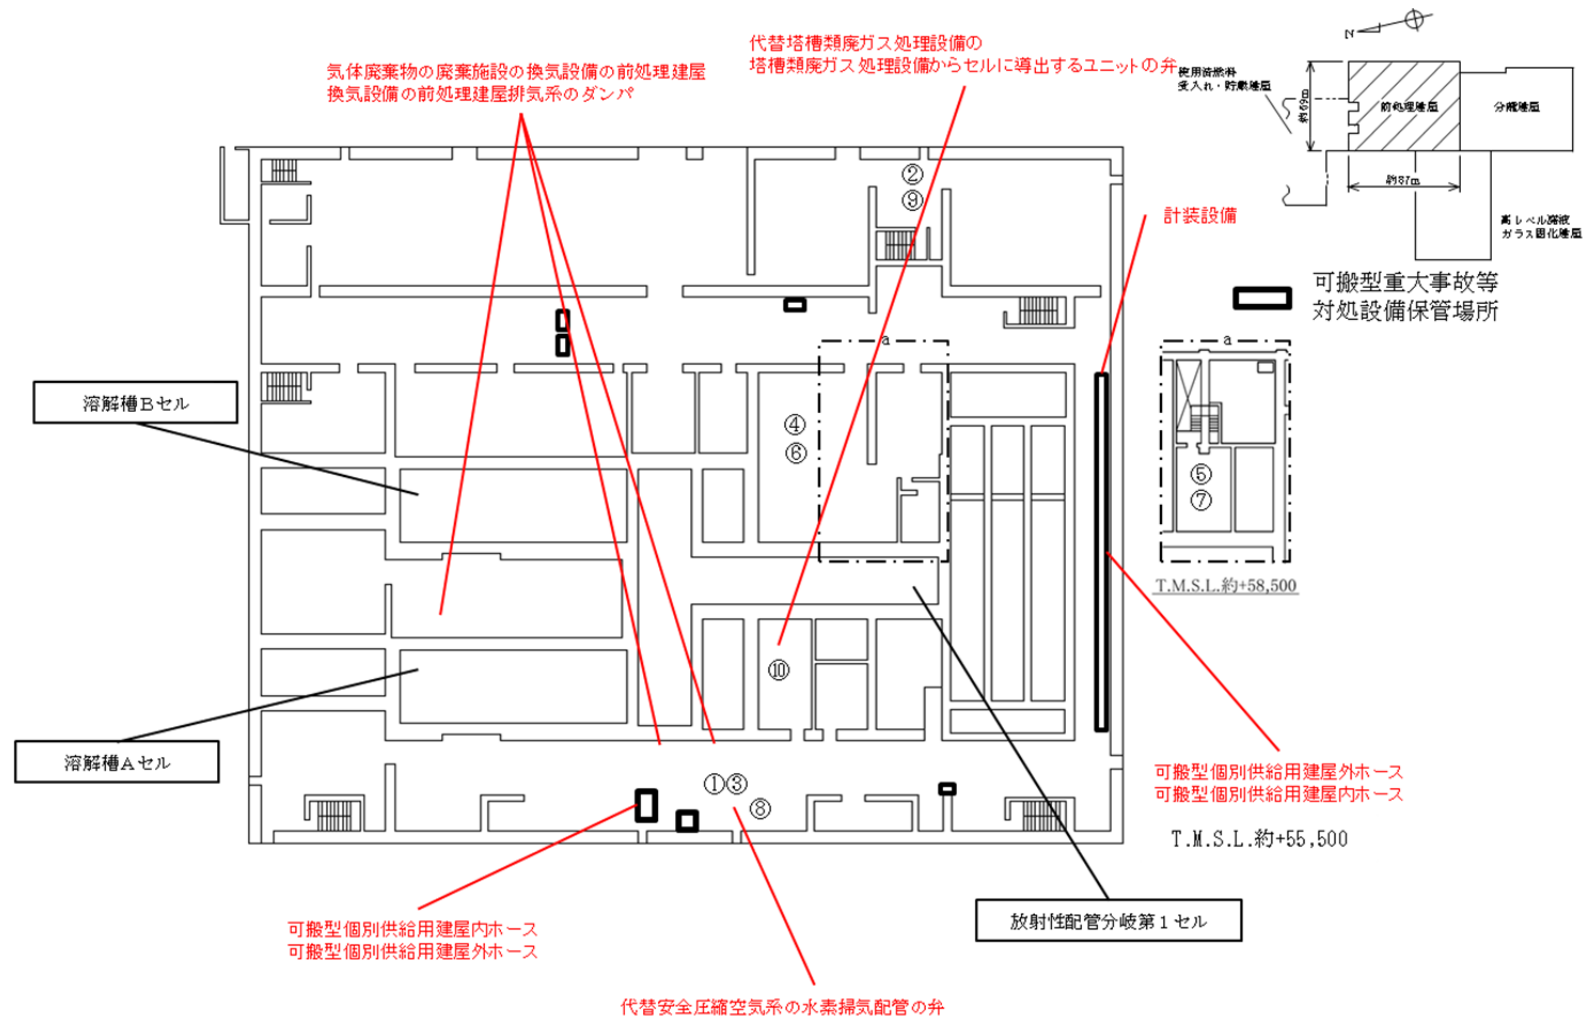 代替塔槽類廃ガス処理設備の
塔槽類廃ガス処理設備からセルに導出するユニットの弁
気体廃棄物の廃棄施設の換気設備の前処理建屋
換気設備の前処理建屋排気系のダンパ
N
使用済燃料
受入れ・貯蔵建屋
約69m
前処理建屋
分離建屋
約87m
高レベル廃液
ガラス固化建屋
計装設備
可搬型重大事故等
対処設備保管場所
②
⑨
a
a
溶解槽Bセル
④
⑥
⑤
⑦
T.M.S.L.約+58,500
⑩
溶解槽Aセル
①③
⑧
可搬型個別供給用建屋外ホース
可搬型個別供給用建屋内ホース
T.M.S.L.約+55,500
放射性配管分岐第1セル
可搬型個別供給用建屋内ホース
可搬型個別供給用建屋外ホース
代替安全圧縮空気系の水素掃気配管の弁